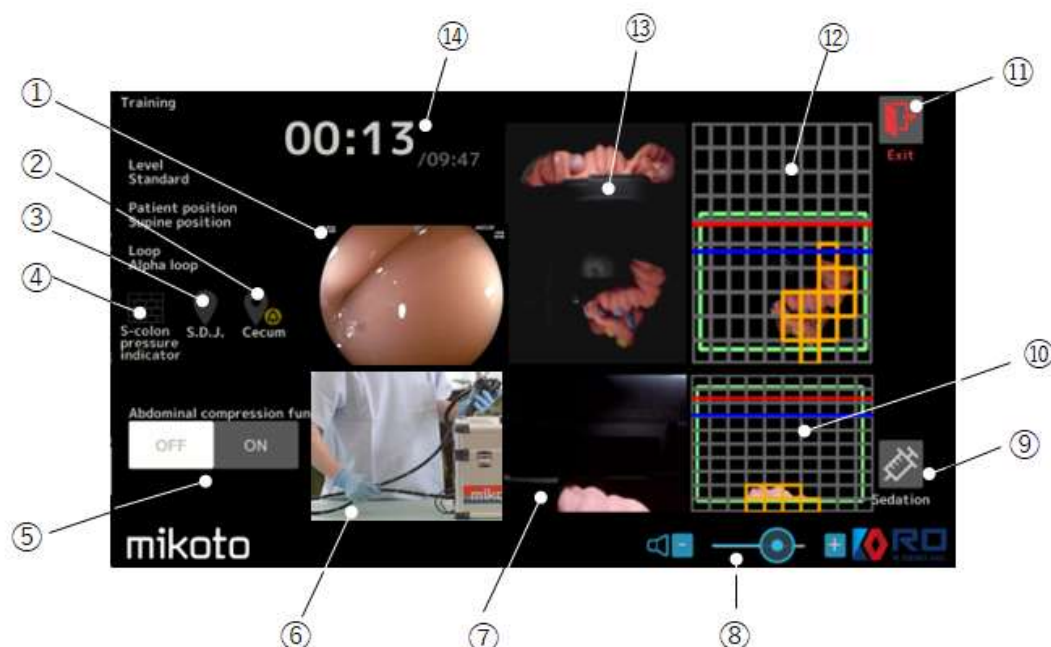 ⑭
⑬
⑫
⑪
①
②
③
④
Training
00:13
/09:47
Exit
Level
Standard
Patient position
Supine position
Loop
Alpha loop
S-colon
pressure
indicator
S.D.J.
Cecum
⑩
Abdominal compression fun
OFF
ON
⑨
Sedation
⑤
mikoto
- +
RO
⑥
⑦
⑧